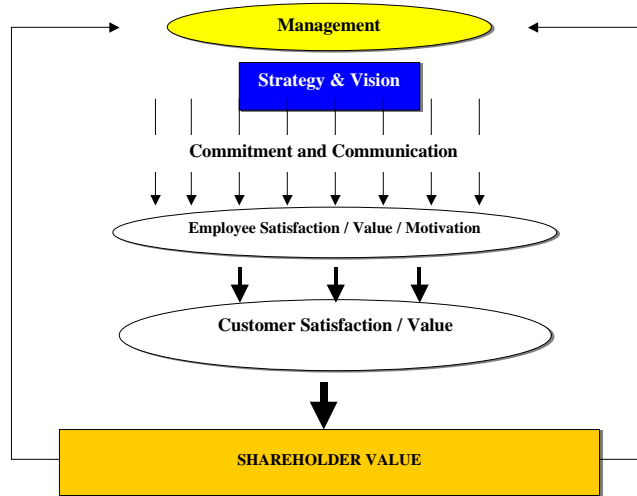 Management
Strategy & Vision
Commitment and Communication
Employee Satisfaction / Value / Motivation
Customer Satisfaction / Value
SHAREHOLDER VALUE